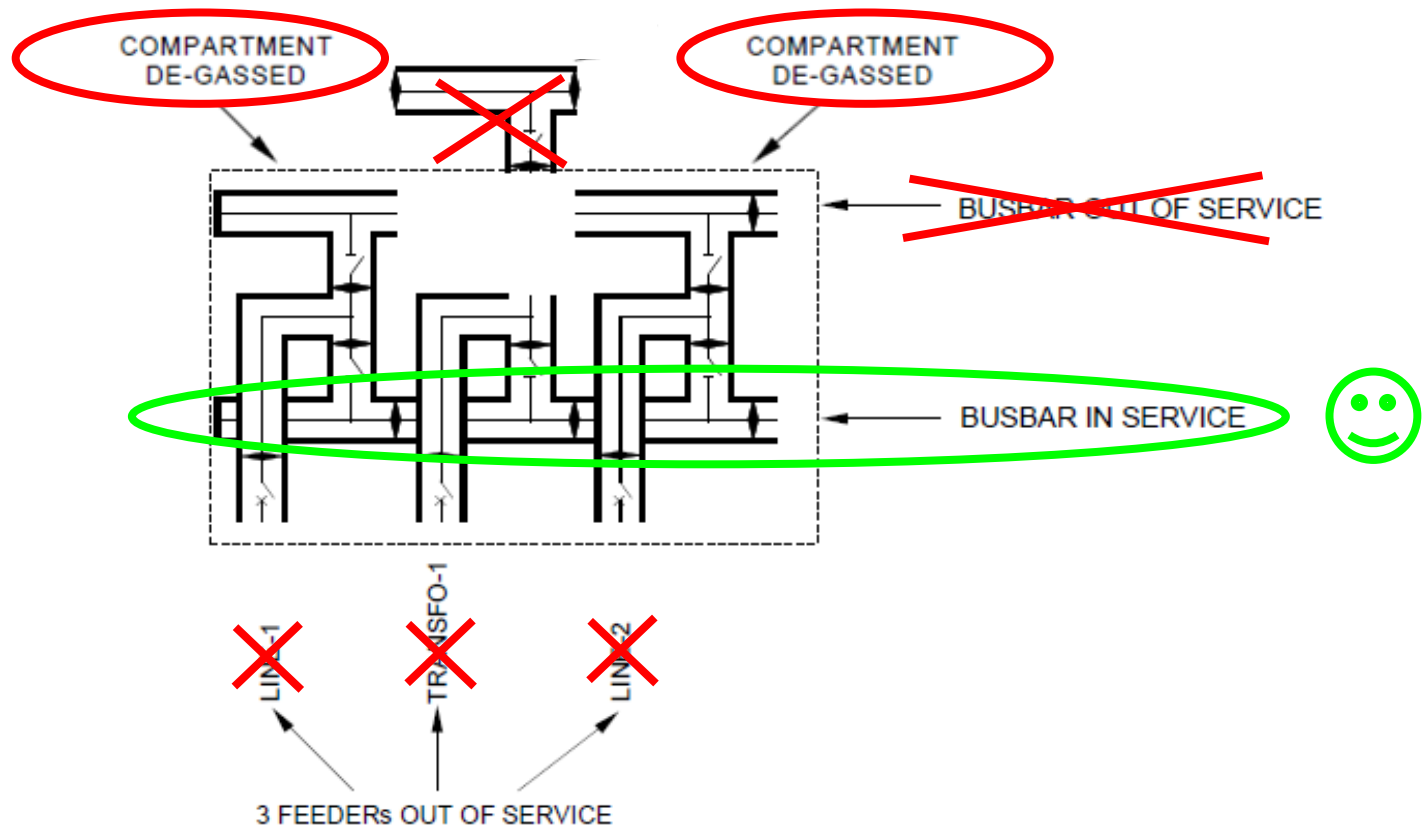 COMPARTMENT
DE-GASSED
COMPARTMENT
DE-GASSED
BUSBAR OUT OF SERVICE
BUSBAR IN SERVICE
LINE-1
TRANSFO-1
LINE-2
3 FEEDERs OUT OF SERVICE